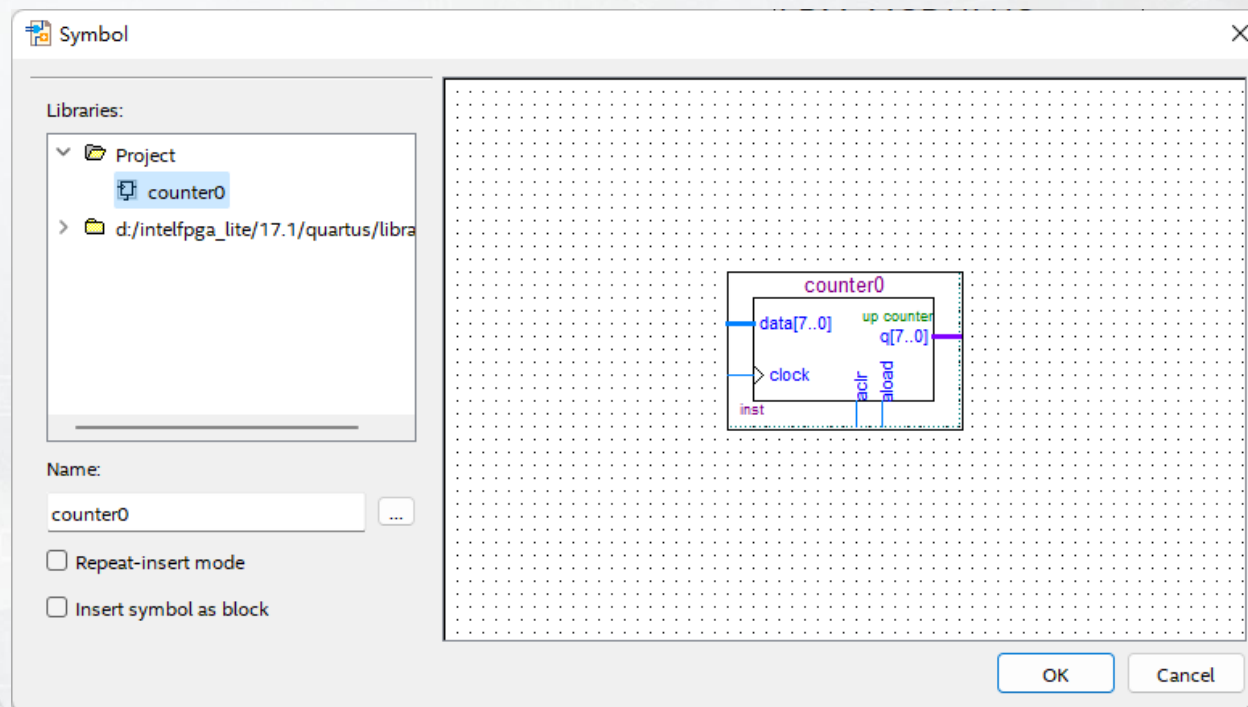 Symbol
Libraries:
Project
counter0
d:/intelfpga_lite/17.1/quartus/libra
Name:
counter0
...
Repeat-insert mode
Insert symbol as block
counter0
data[7..0]
up counter
q[7..0]
clock
aclr
aload
inst
OK
Cancel